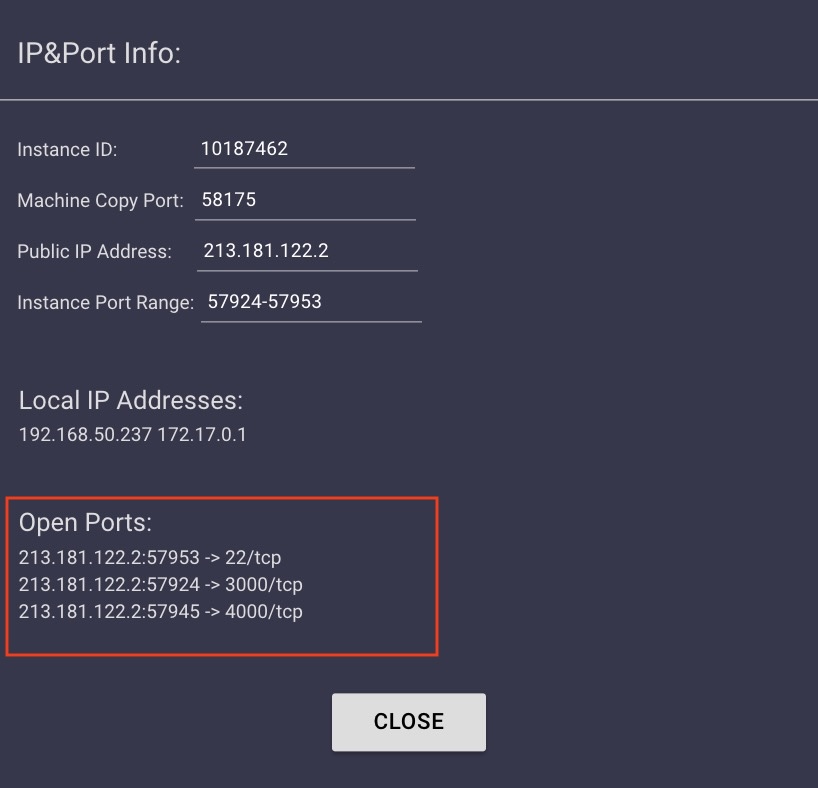 IP&Port Info:
Instance ID: 10187462
Machine Copy Port: 58175
Public IP Address: 213.181.122.2
Instance Port Range: 57924-57953
Local IP Addresses:
192.168.50.237 172.17.0.1
Open Ports:
213.181.122.2:57953 -> 22/tcp
213.181.122.2:57924 -> 3000/tcp
213.181.122.2:57945 -> 4000/tcp
CLOSE